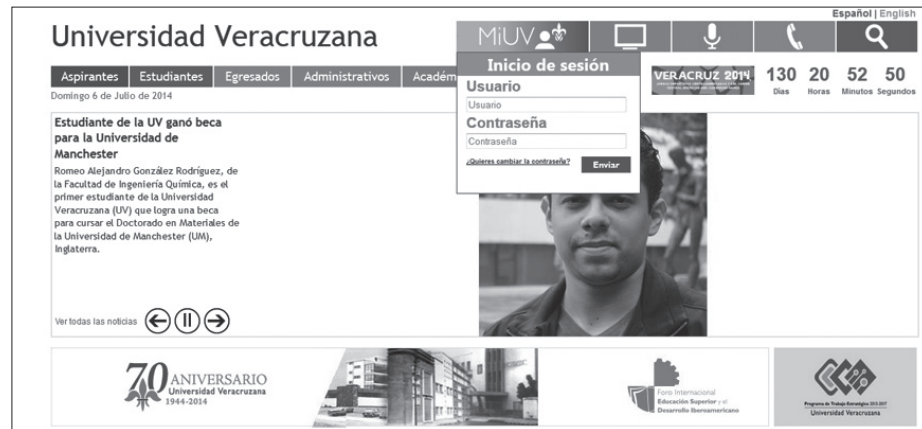 Español | English
Universidad Veracruzana
MiUV
Inicio de sesión
Usuario
Usuario
Contraseña
Contraseña
¿Quieres cambiar la contraseña?
Enviar
Aspirantes Estudiantes Egresados Administrativos Académ
VERACRUZ 2014
130 20 52 50
Días Horas Minutos Segundos
Domingo 6 de Julio de 2014
Estudiante de la UV ganó beca
para la Universidad de
Manchester
Romeo Alejandro González Rodríguez, de
la Facultad de Ingeniería Química, es el
primer estudiante de la Universidad
Veracruzana (UV) que logra una beca
para cursar el Doctorado en Materiales de
la Universidad de Manchester (UM),
Inglaterra.
Ver todas las noticias
70 ANIVERSARIO
Universidad Veracruzana
1944-2014
Foro Internacional
Educación Superior y el
Desarrollo Iberoamericano
Programa de Trabajo Estratégico 2013-2017
Universidad Veracruzana